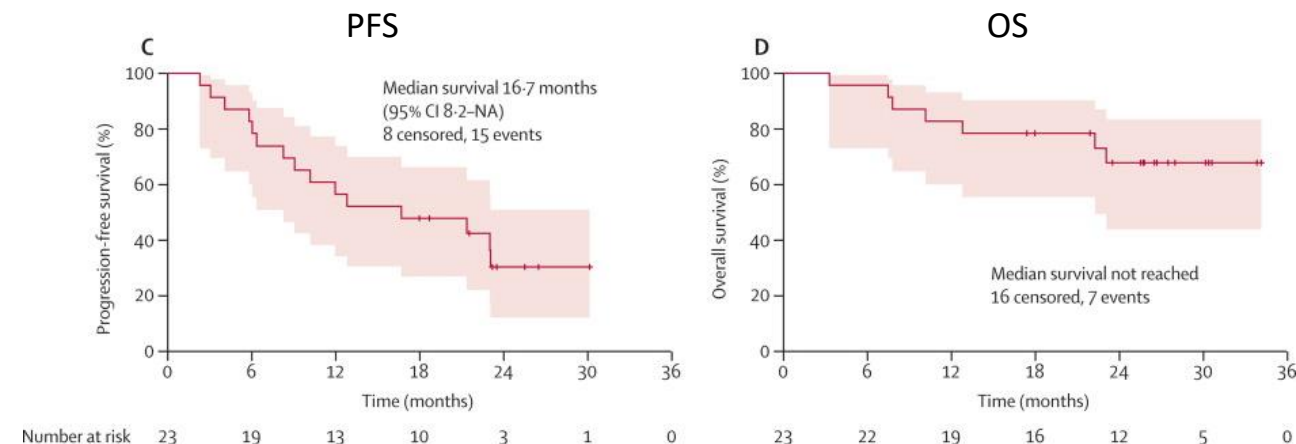 PFS
OS
C
D
100
80
60
40
20
0
Progression-free survival (%)
Median survival 16·7 months
(95% CI 8·2–NA)
8 censored, 15 events
0 6 12 18 24 30 36
Time (months)
100
80
60
40
20
0
Overall survival (%)
Median survival not reached
16 censored, 7 events
0 6 12 18 24 30 36
Time (months)
Number at risk 23 19 13 10 3 1 0
23 22 19 16 12 5 0